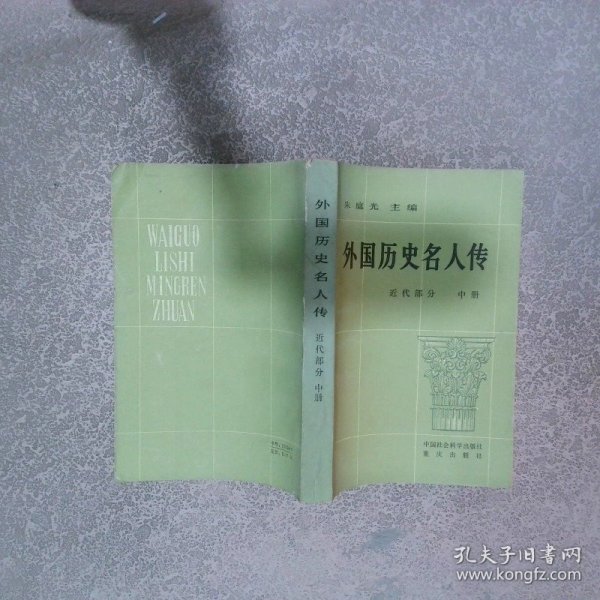 WAIGUO
LISHI
MINGREN
ZHUAN
外国历史名人传
近代部分 中册
朱庭光 主编
外国历史名人传
近代部分 中册
中国社会科学出版社
重庆出版社
孔夫子旧书网
www.kongfz.com